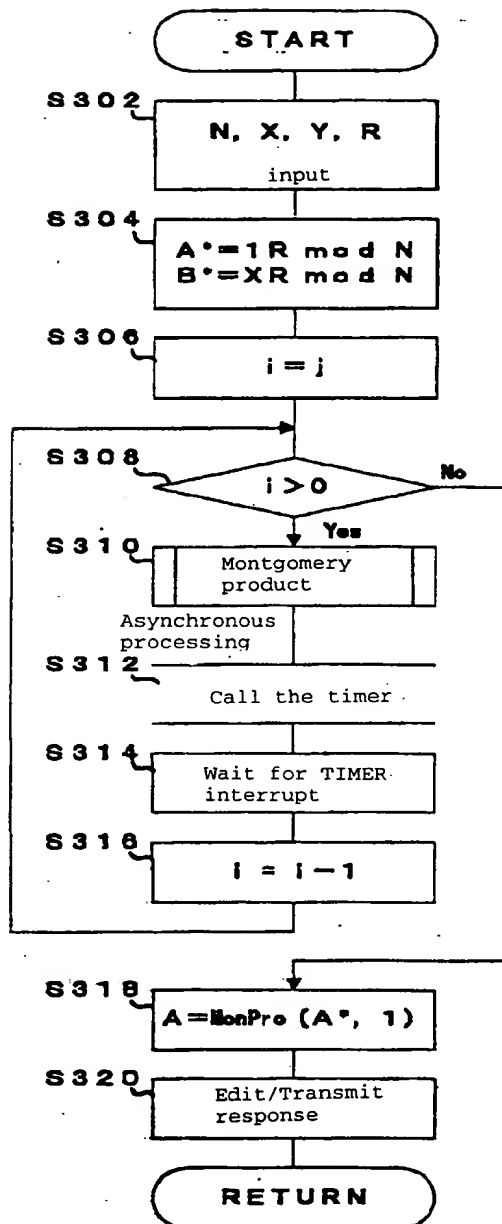 START
S302
N, X, Y, R
input
S304
A*=1R mod N
B*=XR mod N
S306
i=j
S308
i>0
No
Yes
S310
Montgomery
product
Asynchronous
processing
S312
Call the timer
S314
Wait for TIMER
interrupt
S316
i = i-1
S318
A=MonPro (A*, 1)
S320
Edit/Transmit
response
RETURN